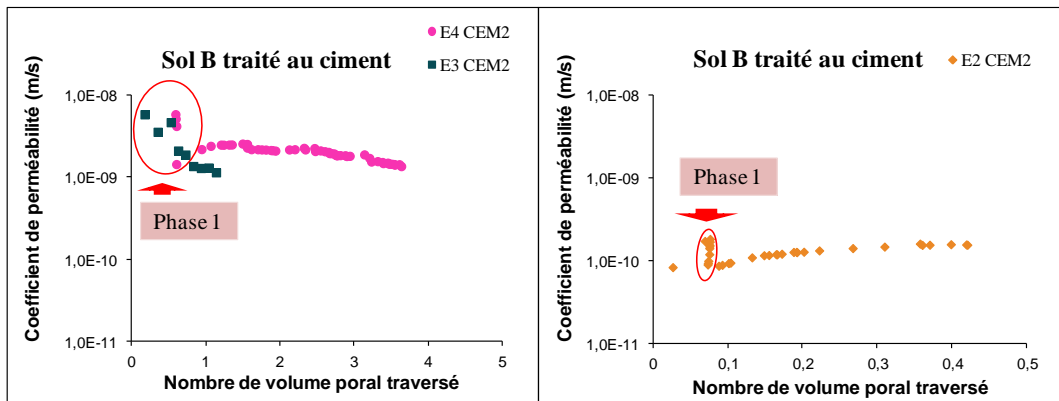 E4 CEM2
Sol B traité au ciment
E3 CEM2
Coefficient de perméabilité (m/s)
1,0E-08
1,0E-09
1,0E-10
1,0E-11
Phase 1
0 1 2 3 4 5
Nombre de volume poral traversé
Sol B traité au ciment
E2 CEM2
Coefficient de perméabilité (m/s)
1,0E-08
1,0E-09
1,0E-10
1,0E-11
Phase 1
0 0,1 0,2 0,3 0,4 0,5
Nombre de volume poral traversé